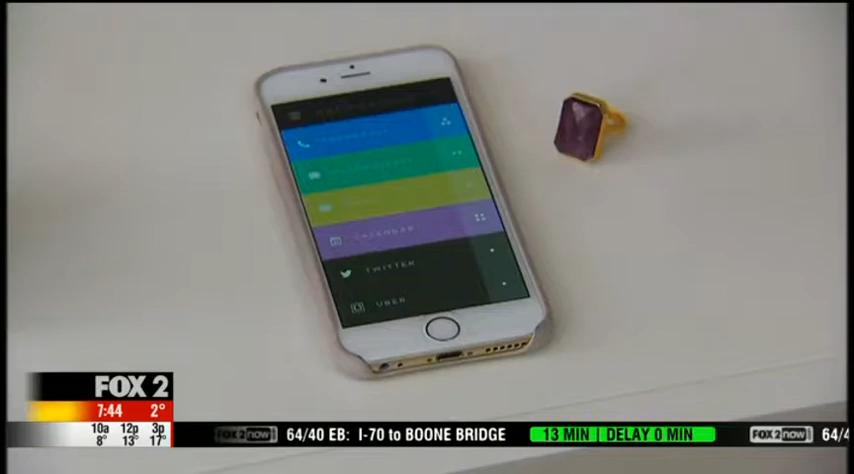 CALENDAR
TWITTER
UBER
FOX 2
7:44 2°
10a 12p 3p
8° 13° 17°
FOX 2 now 64/40 EB: I-70 to BOONE BRIDGE 13 MIN | DELAY 0 MIN FOX 2 now 64/4